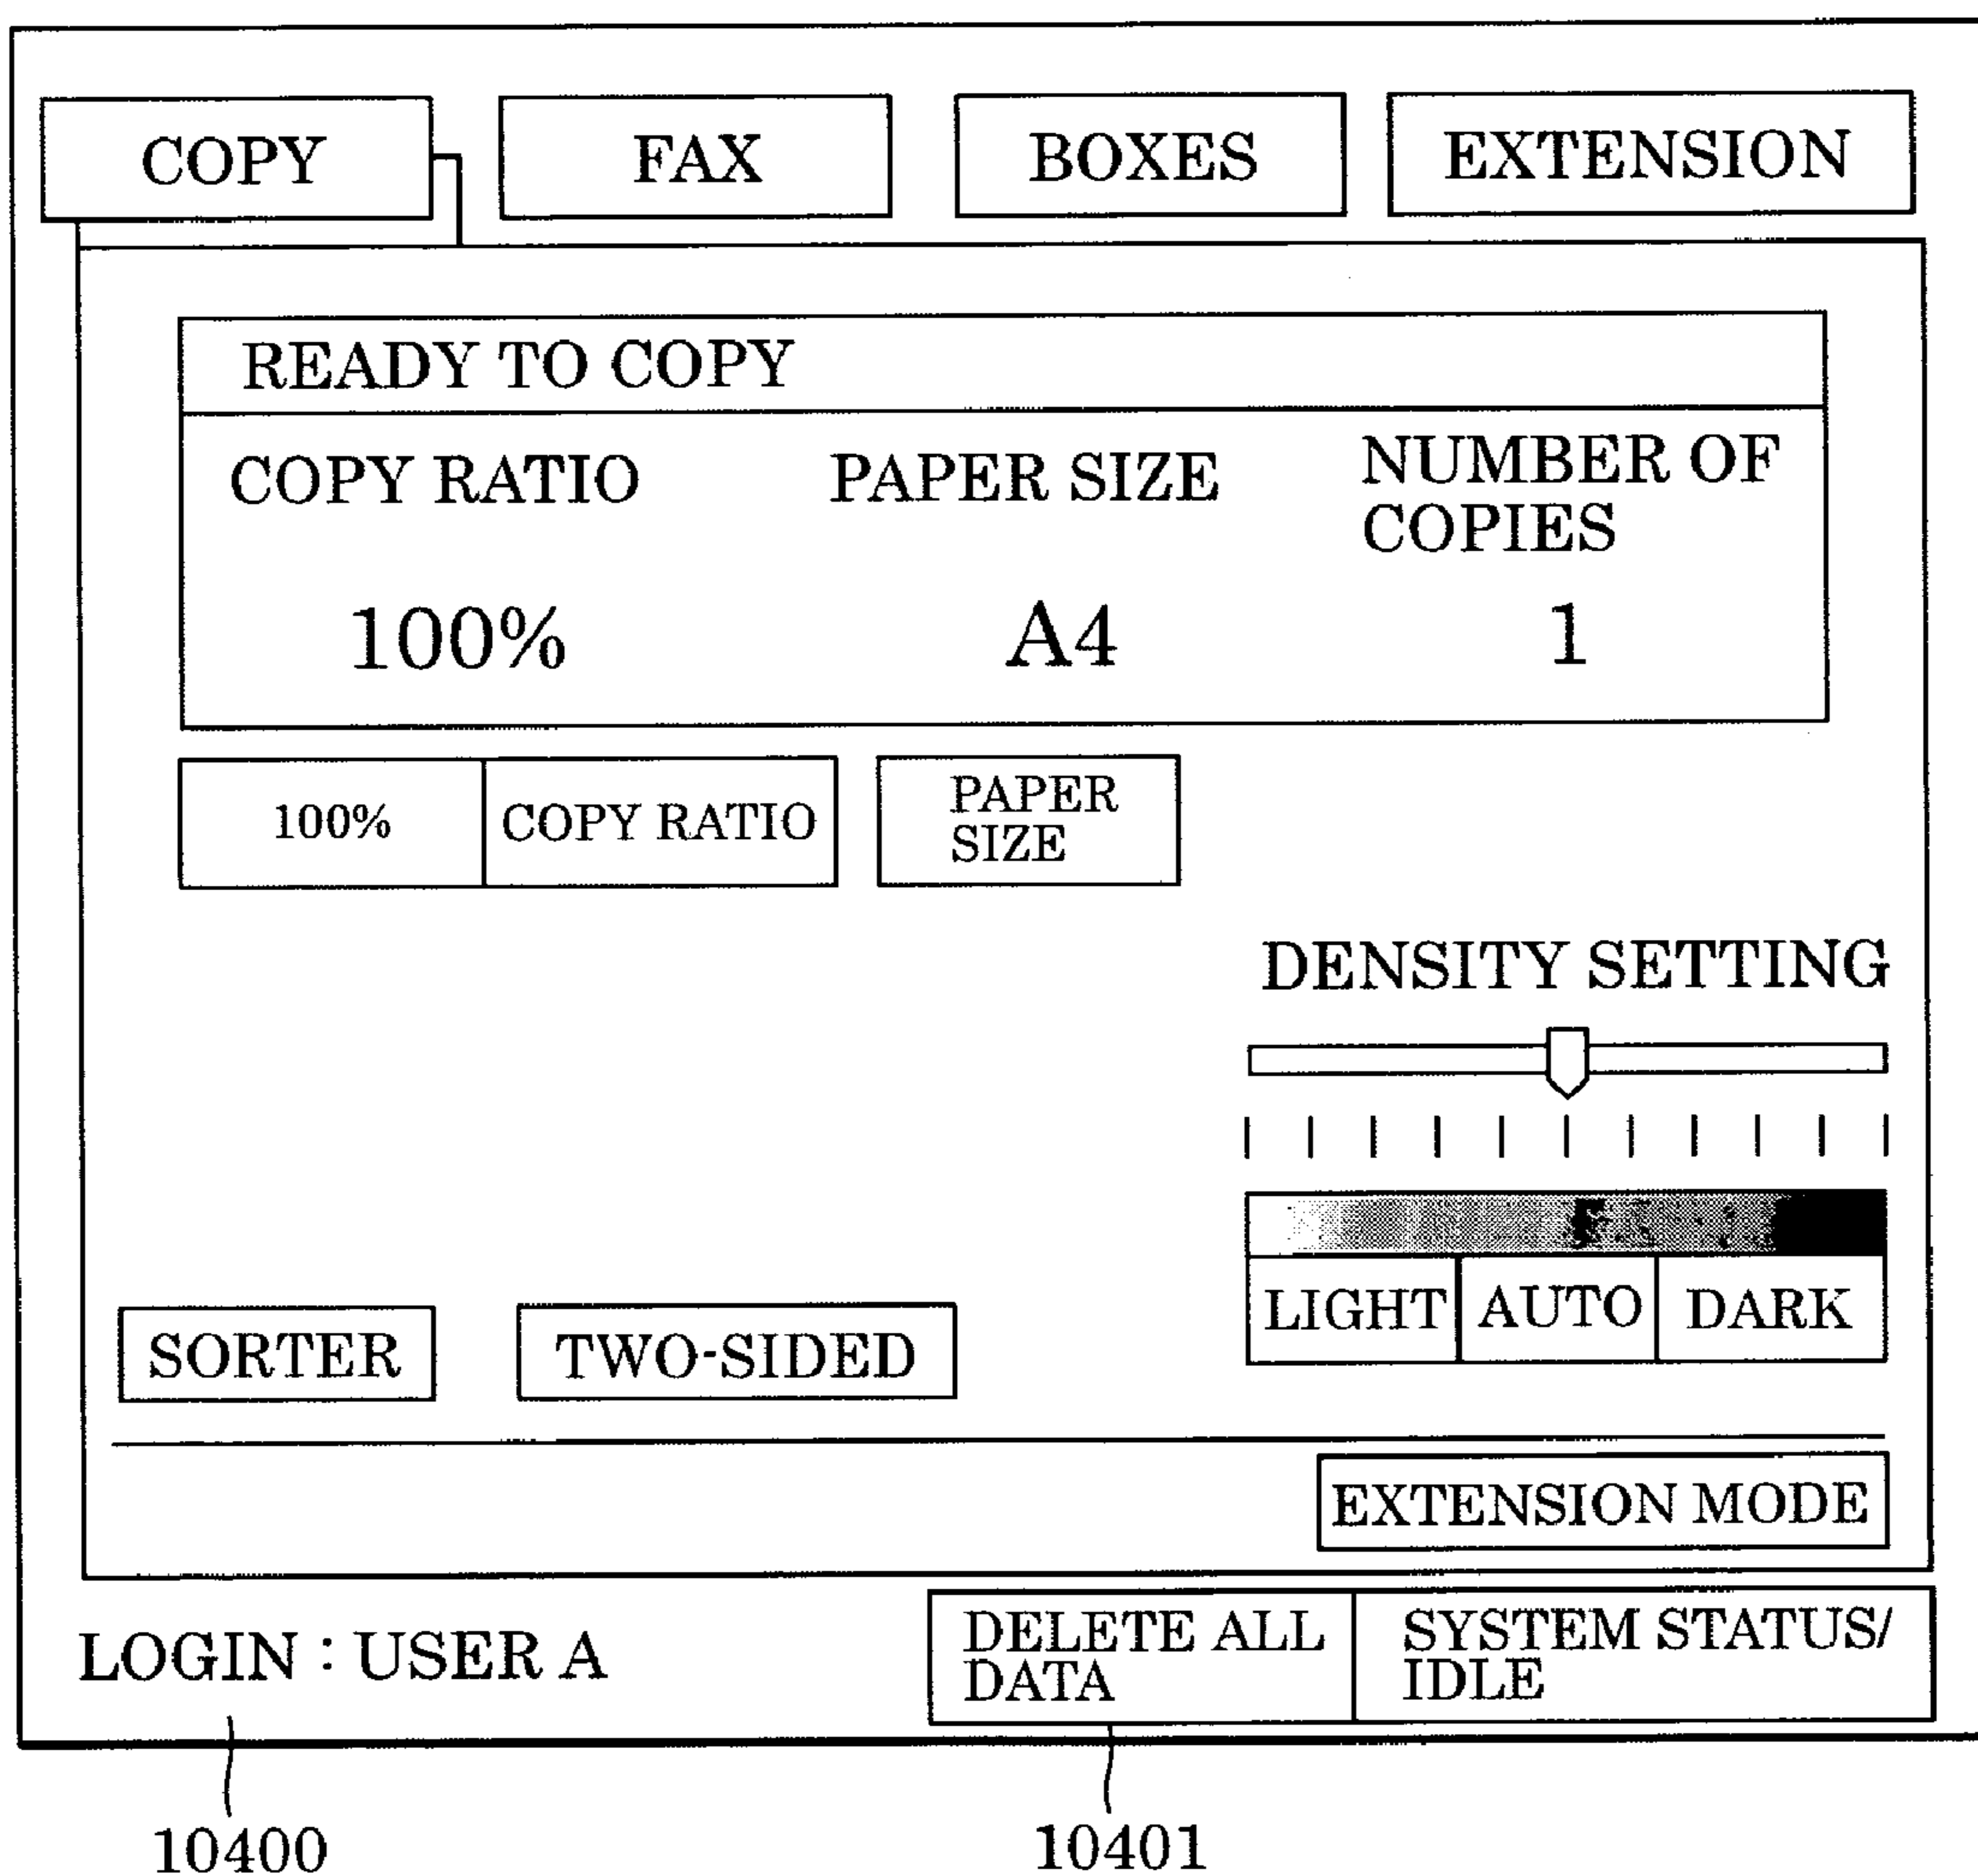 COPY
FAX
BOXES
EXTENSION
READY TO COPY
COPY RATIO
PAPER SIZE
NUMBER OF
COPIES
100%
A4
1
100%
COPY RATIO
PAPER
SIZE
DENSITY SETTING
LIGHT
AUTO
DARK
SORTER
TWO-SIDED
EXTENSION MODE
LOGIN : USER A
DELETE ALL
DATA
SYSTEM STATUS/
IDLE
10400
10401